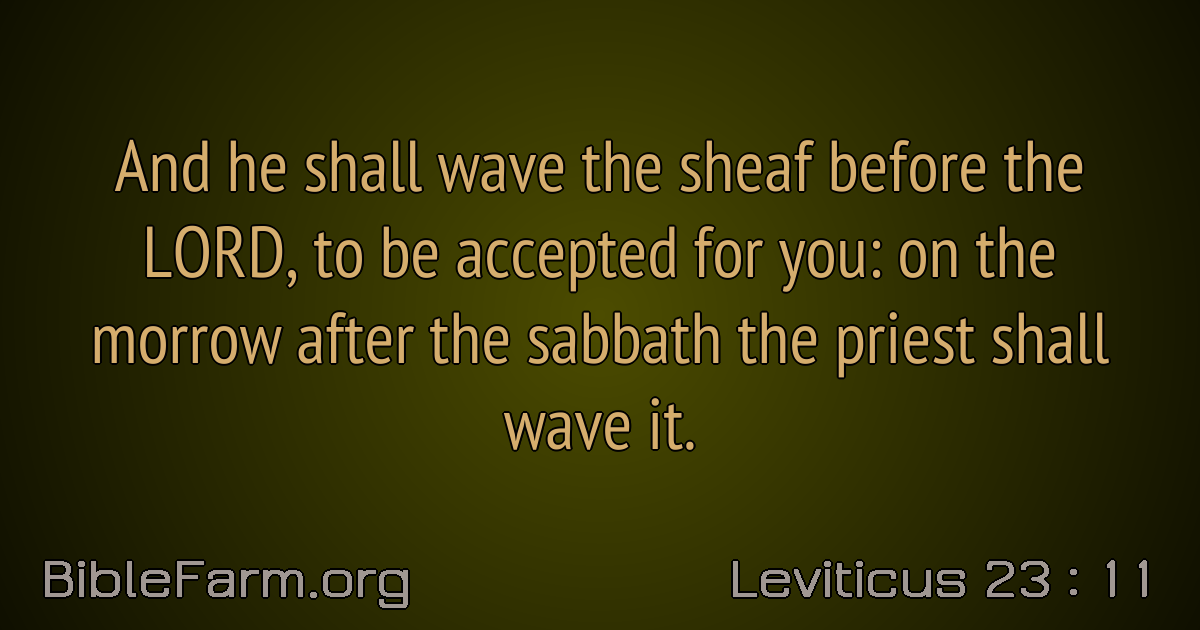 And he shall wave the sheaf before the
LORD, to be accepted for you: on the
morrow after the sabbath the priest shall
wave it.
BibleFarm.org
Leviticus 23 : 11